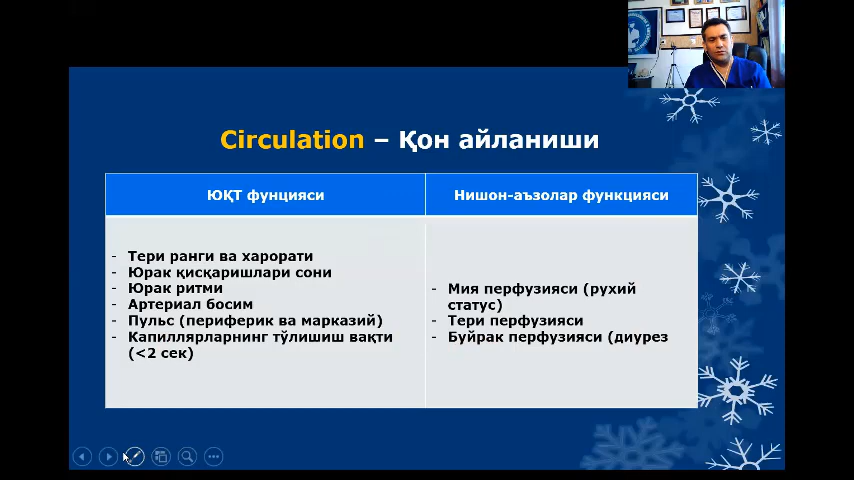 Circulation – Қон айланиши
ЮҚТ фунцияси
Нишон-аъзолар функцияси
- Тери ранги ва харорати
- Юрак қисқаришлари сони
- Юрак ритми
- Артериал босим
- Пульс (периферик ва марказий)
- Капиллярларнинг тўлишиш вақти
(<2 сек)
- Мия перфузияси (рухий
статус)
- Тери перфузияси
- Буйрак перфузияси (диурез